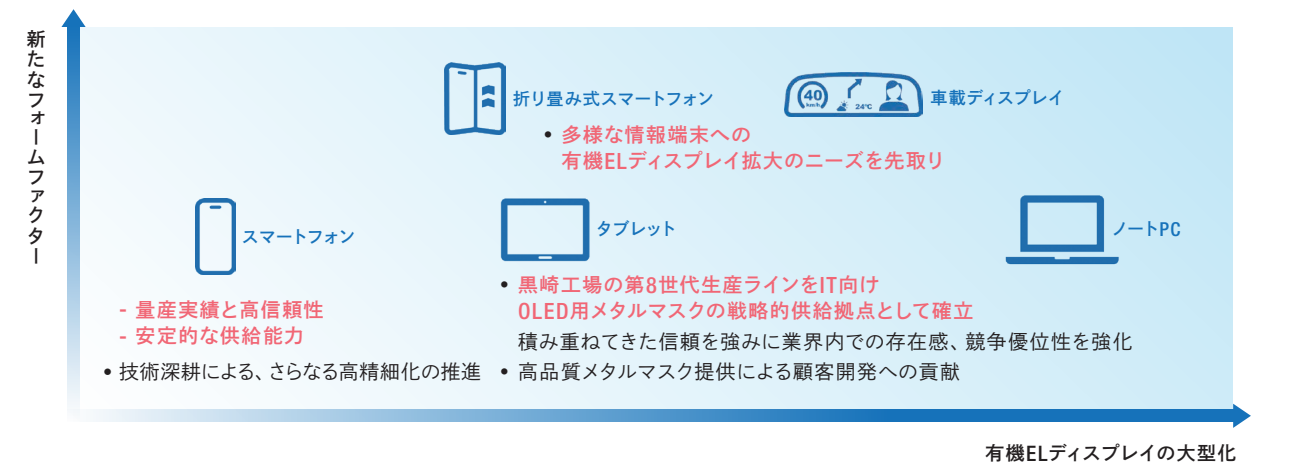 新たなフォームファクター
折り畳み式スマートフォン
40
km/h
24℃
車載ディスプレイ
• 多様な情報端末への
有機ELディスプレイ拡大のニーズを先取り
スマートフォン
タブレット
ノートPC
- 量産実績と高信頼性
- 安定的な供給能力
• 技術深耕による、さらなる高精細化の推進
• 黒崎工場の第8世代生産ラインをIT向け
OLED用メタルマスクの戦略的供給拠点として確立
積み重ねてきた信頼を強みに業界内での存在感、競争優位性を強化
• 高品質メタルマスク提供による顧客開発への貢献
有機ELディスプレイの大型化